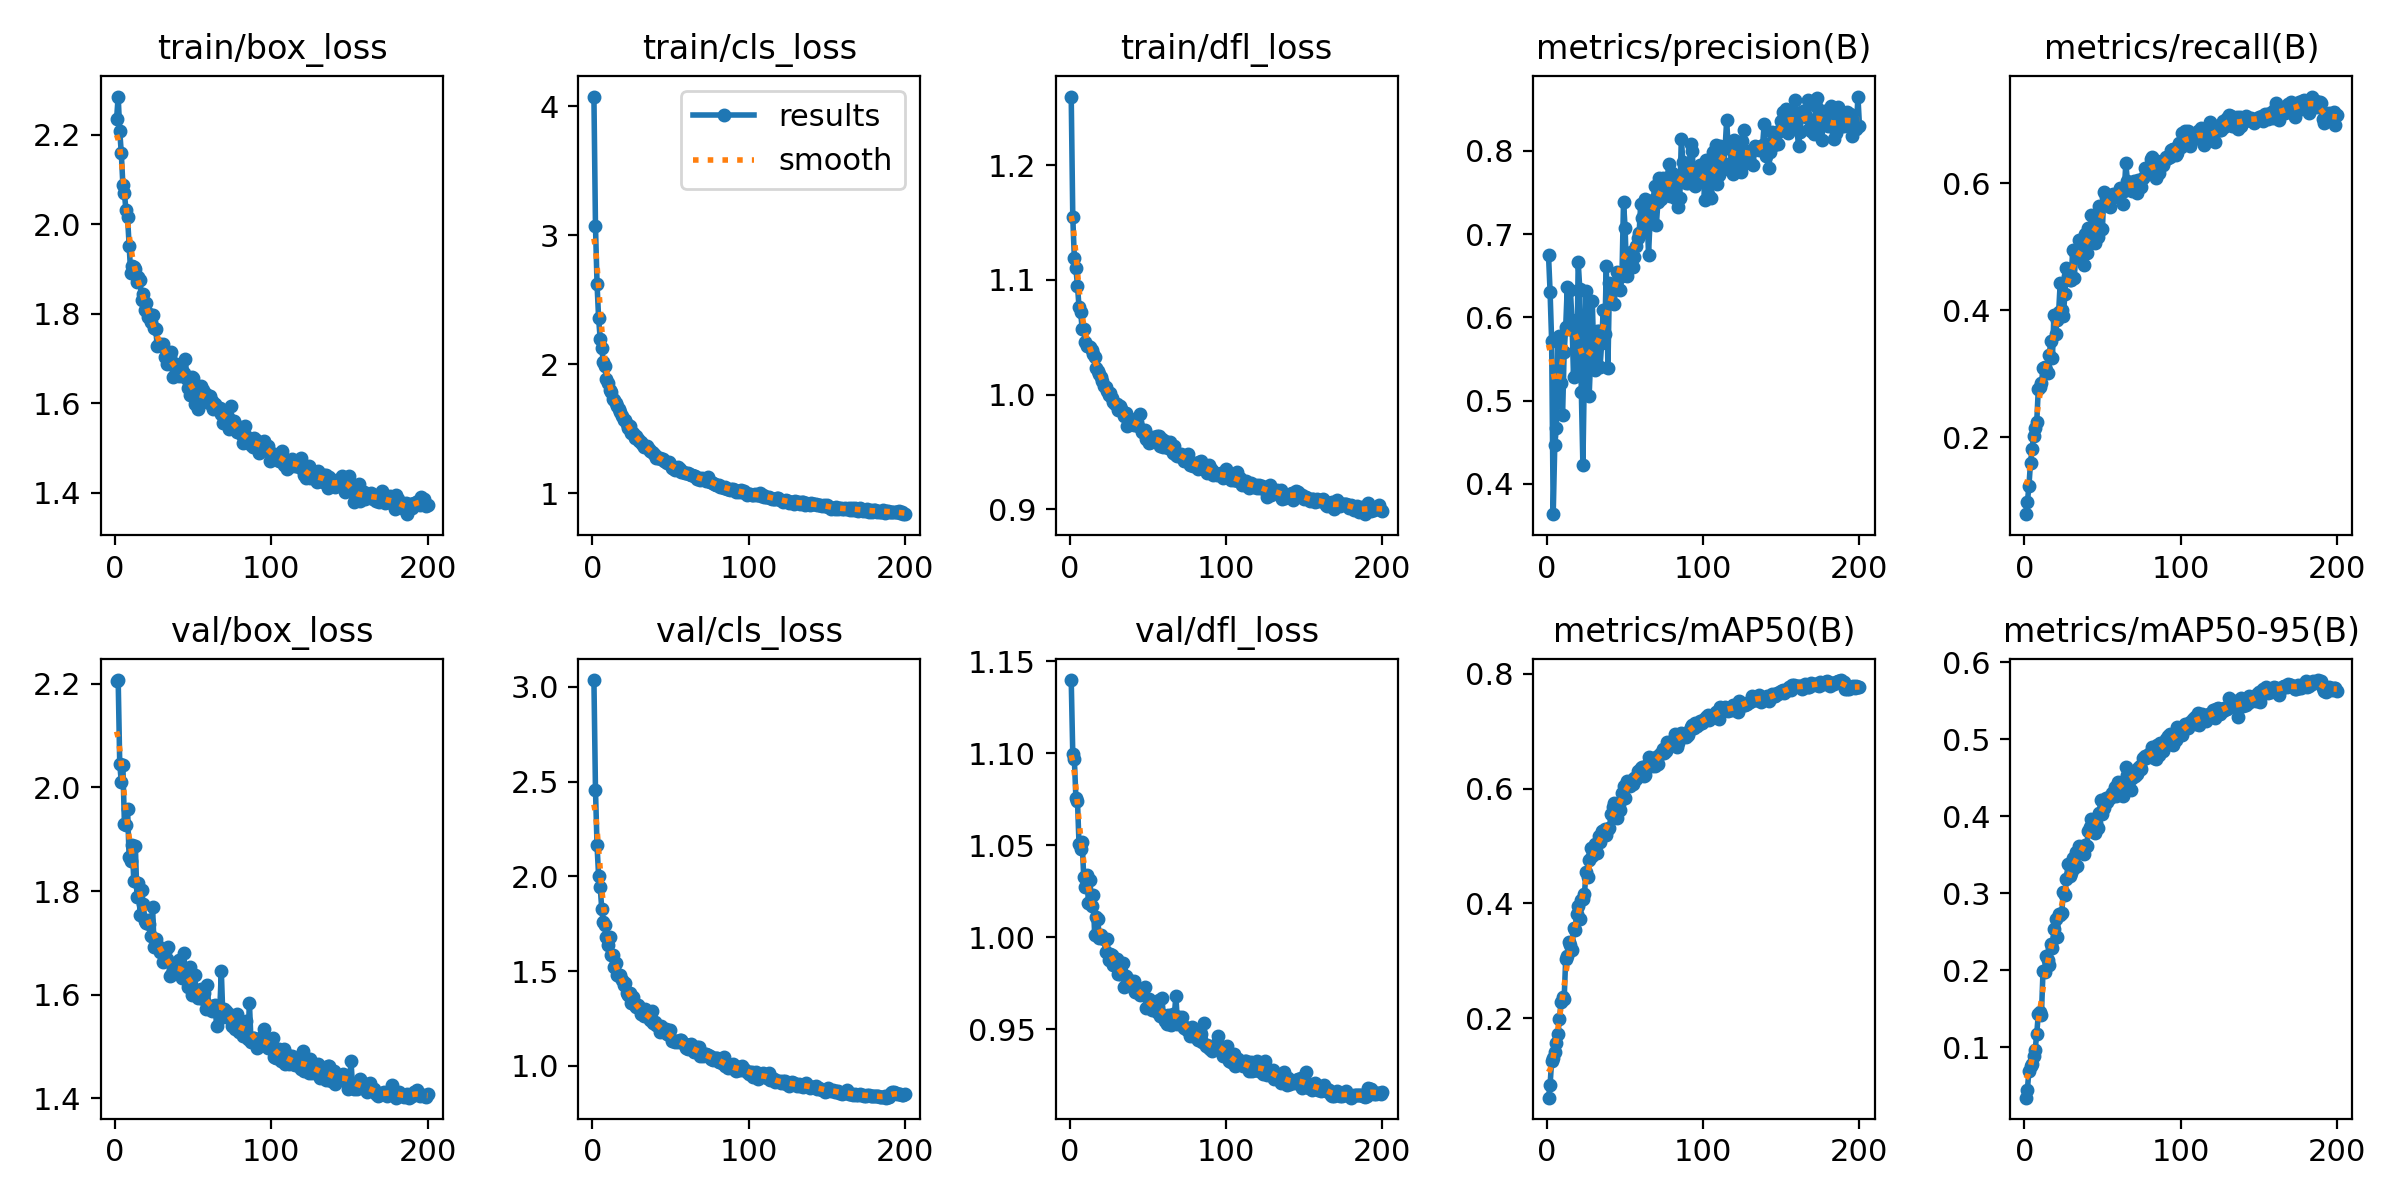 train/box_loss
2.2
2.0
1.8
1.6
1.4
0 100 200
train/cls_loss
results
smooth
4
3
2
1
0 100 200
train/dfl_loss
1.2
1.1
1.0
0.9
0 100 200
metrics/precision(B)
0.8
0.7
0.6
0.5
0.4
0 100 200
metrics/recall(B)
0.6
0.4
0.2
0 100 200
val/box_loss
2.2
2.0
1.8
1.6
1.4
0 100 200
val/cls_loss
3.0
2.5
2.0
1.5
1.0
0 100 200
val/dfl_loss
1.15
1.10
1.05
1.00
0.95
0 100 200
metrics/mAP50(B)
0.8
0.6
0.4
0.2
0 100 200
metrics/mAP50-95(B)
0.6
0.5
0.4
0.3
0.2
0.1
0 100 200